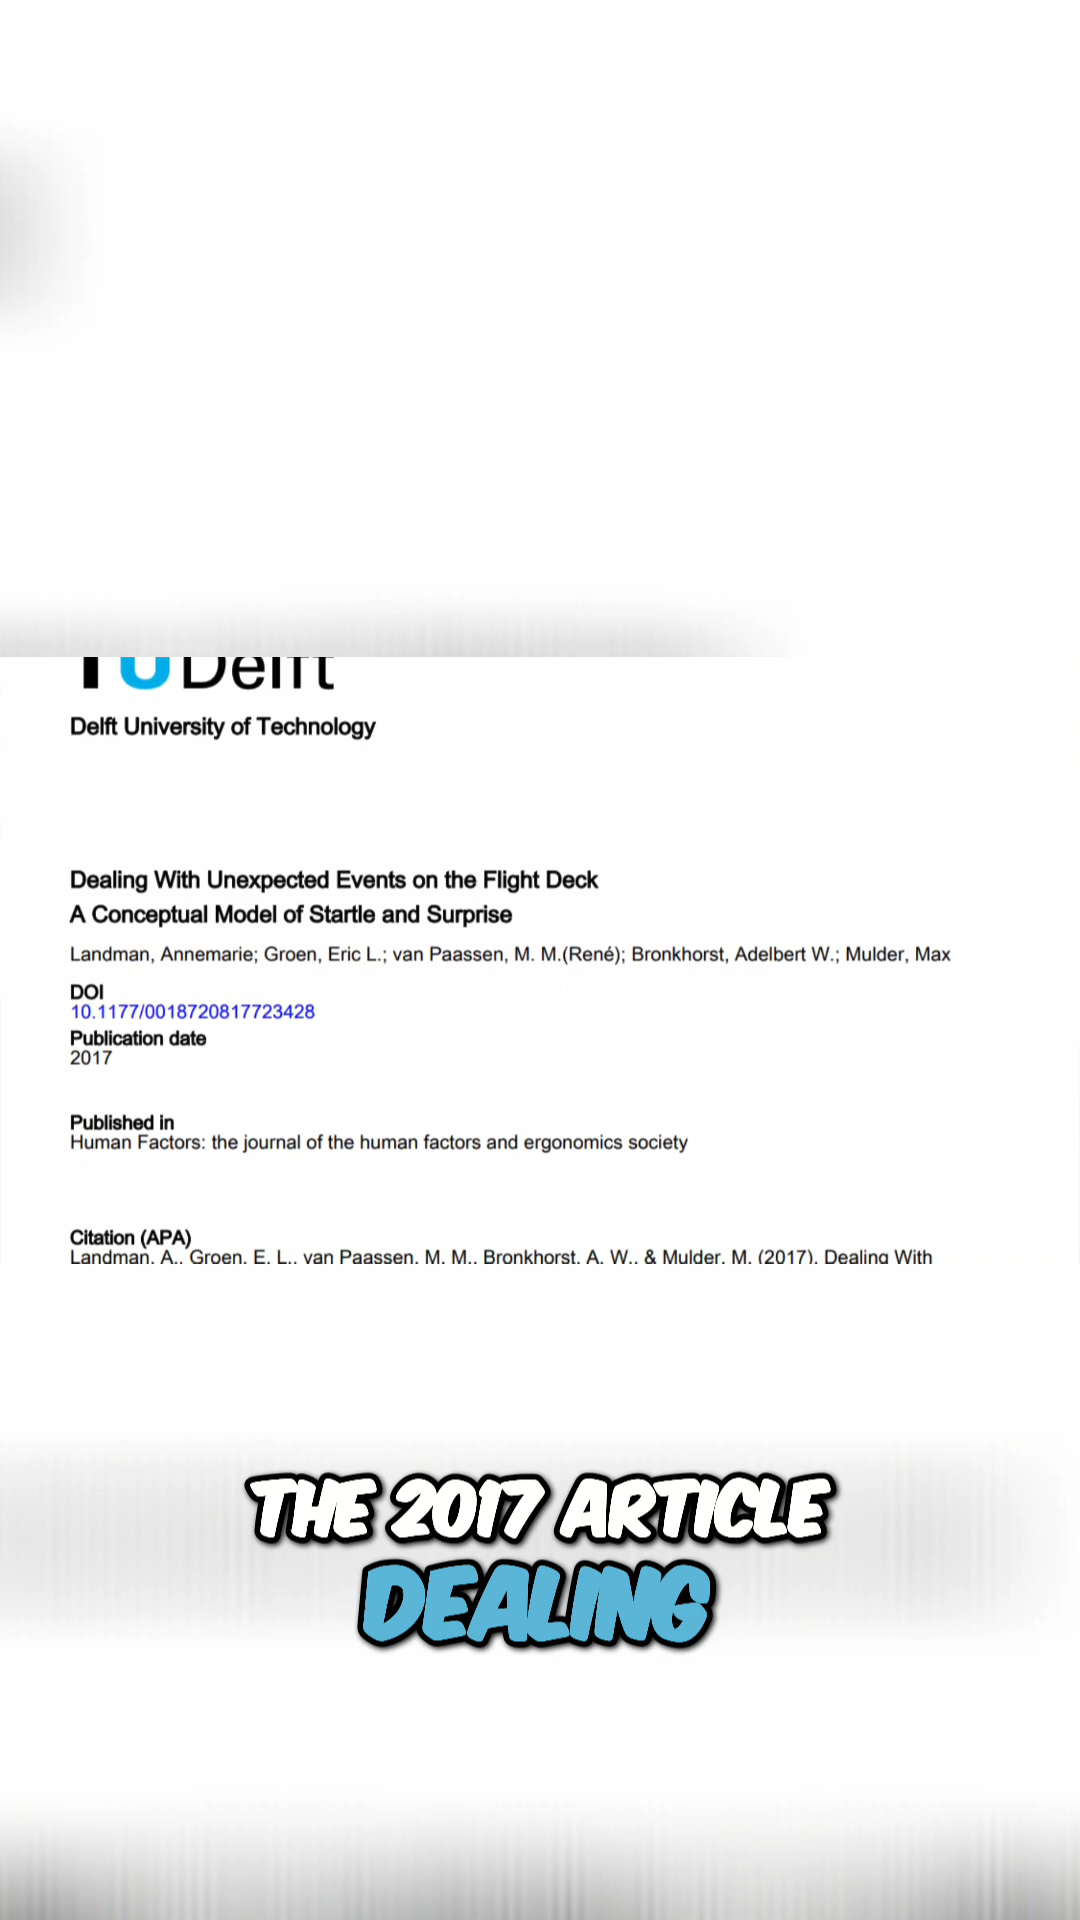 TU Delft
Delft University of Technology
Dealing With Unexpected Events on the Flight Deck
A Conceptual Model of Startle and Surprise
Landman, Annemarie; Groen, Eric L.; van Paassen, M. M.(René); Bronkhorst, Adelbert W.; Mulder, Max
DOI
10.1177/0018720817723428
Publication date
2017
Published in
Human Factors: the journal of the human factors and ergonomics society
Citation (APA)
Landman, A., Groen, E. L., van Paassen, M. M., Bronkhorst, A. W., & Mulder, M. (2017). Dealing With
THE 2017 ARTICLE
DEALING